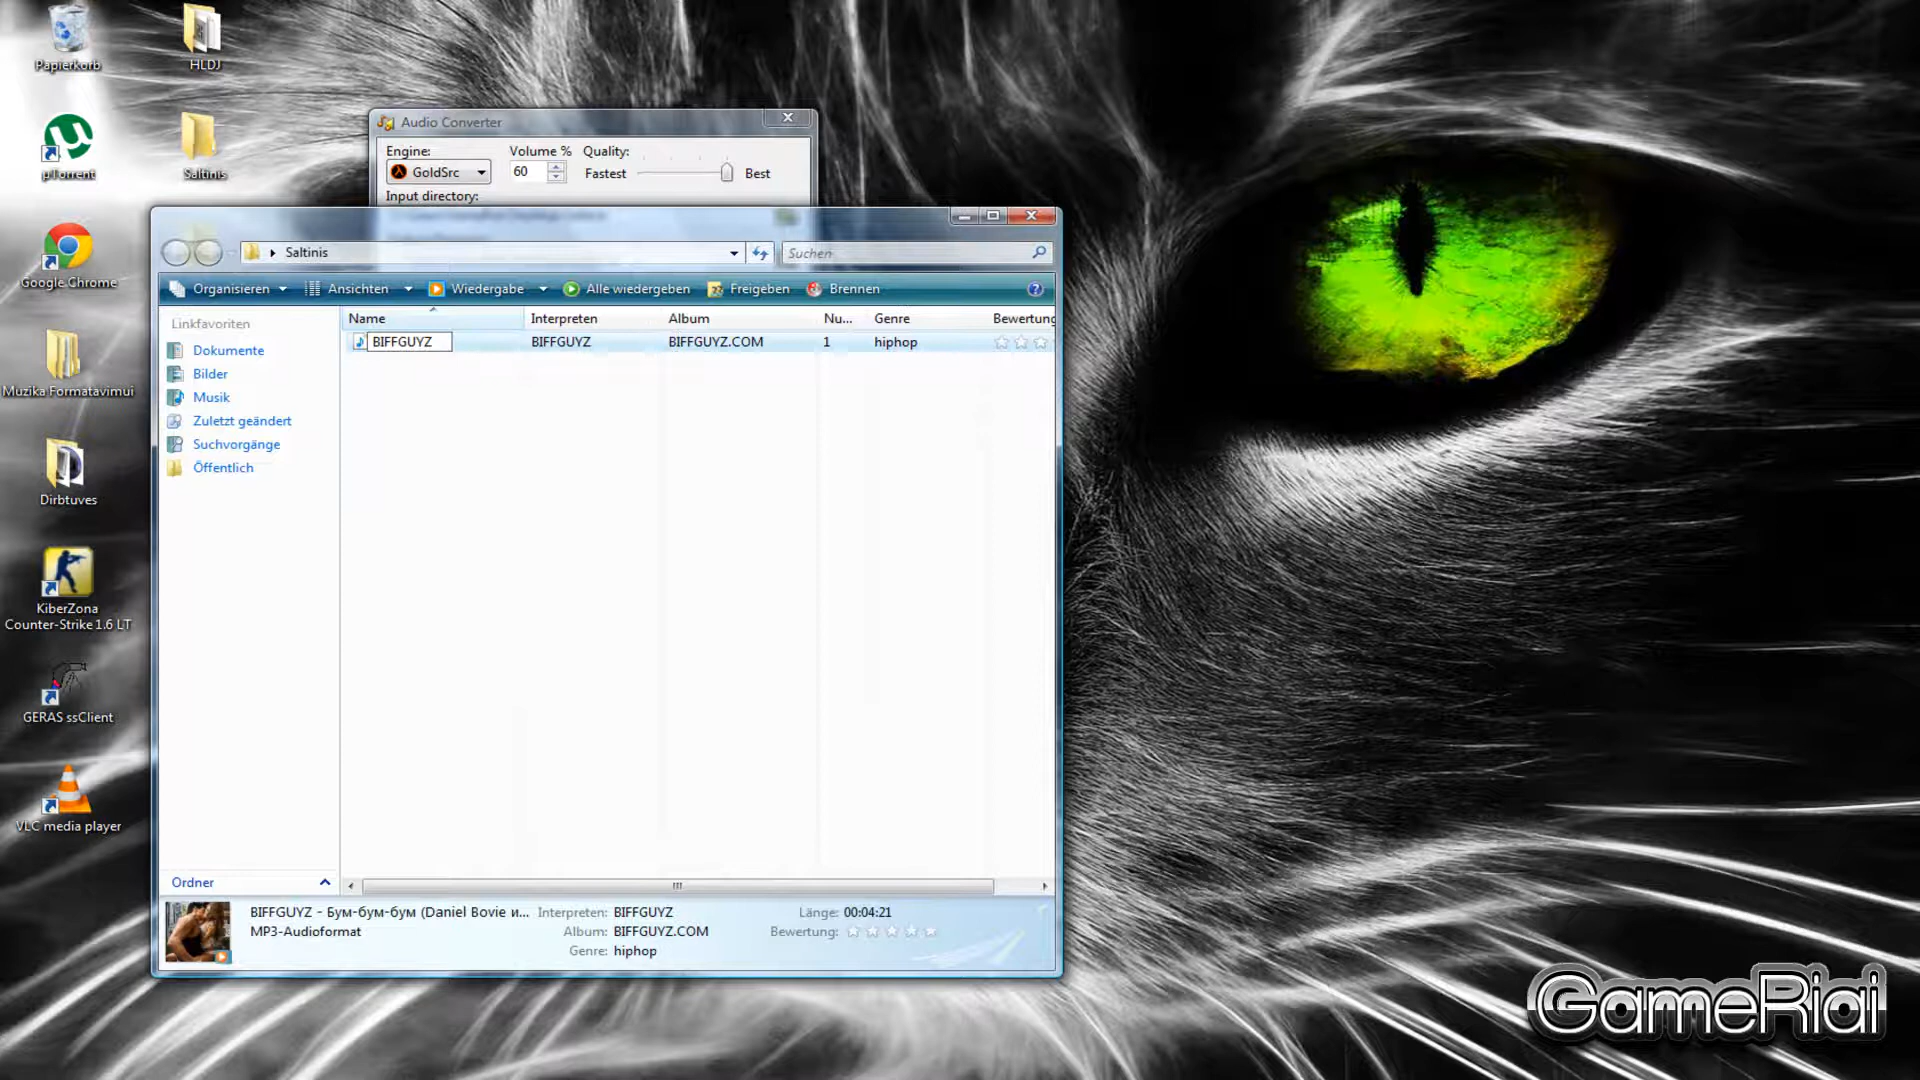 Papierkorb
HLDJ
µTorrent
Saltinis
Google Chrome
Muzika Formatavimui
Dirbtuves
KiberZona
Counter-Strike 1.6 LT
GERAS ssClient
VLC media player
Audio Converter
Engine:
Volume %
Quality:
GoldSrc
60
Fastest
Best
Input directory:
Saltinis
Suchen
Organisieren
Ansichten
Wiedergabe
Alle wiedergeben
Freigeben
Brennen
Linkfavoriten
Dokumente
Bilder
Musik
Zuletzt geändert
Suchvorgänge
Öffentlich
Ordner
Name
Interpreten
Album
Nu...
Genre
Bewertung
BIFFGUYZ
BIFFGUYZ
BIFFGUYZ.COM
1
hiphop
BIFFGUYZ - Бум-бум-бум (Daniel Bovie и...
MP3-Audioformat
Interpreten: BIFFGUYZ
Album: BIFFGUYZ.COM
Genre: hiphop
Länge: 00:04:21
Bewertung:
GameRiai